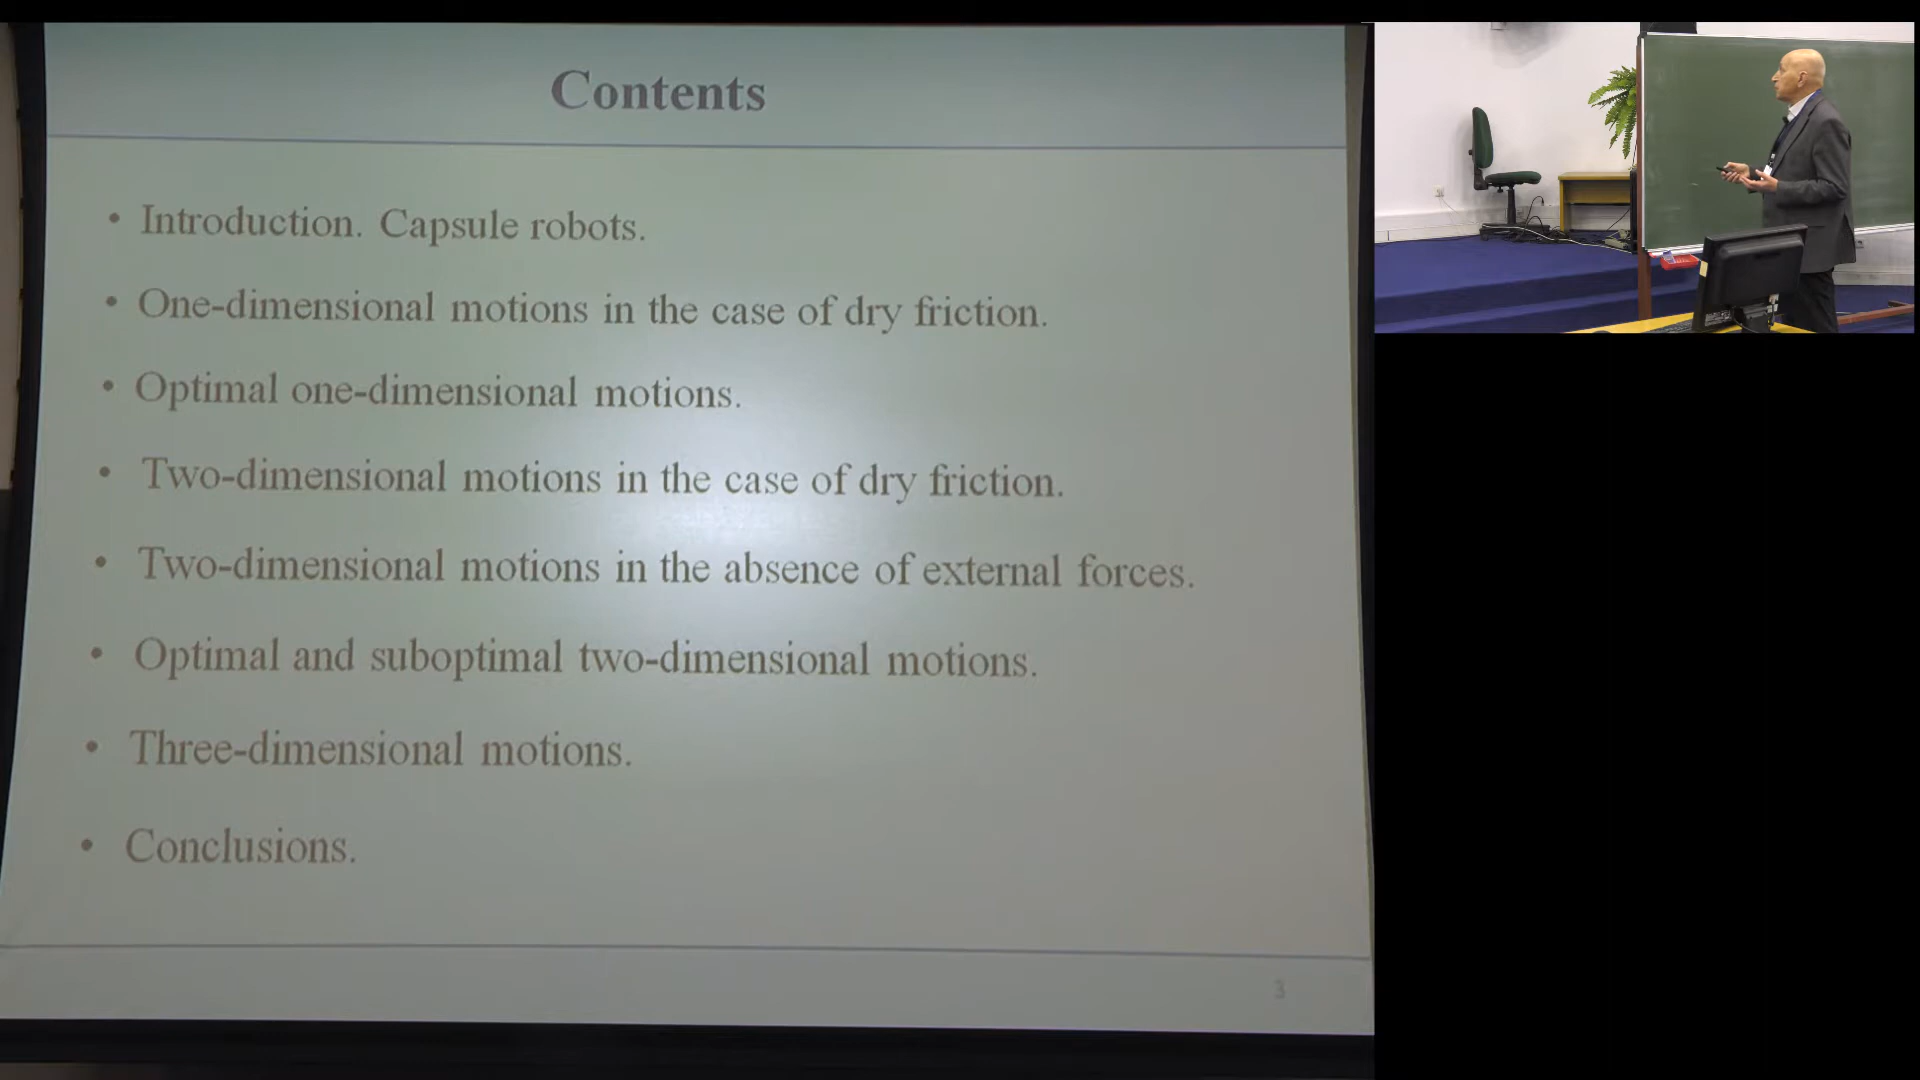 Contents
• Introduction. Capsule robots.
• One-dimensional motions in the case of dry friction.
• Optimal one-dimensional motions.
• Two-dimensional motions in the case of dry friction.
• Two-dimensional motions in the absence of external forces.
• Optimal and suboptimal two-dimensional motions.
• Three-dimensional motions.
• Conclusions.
3